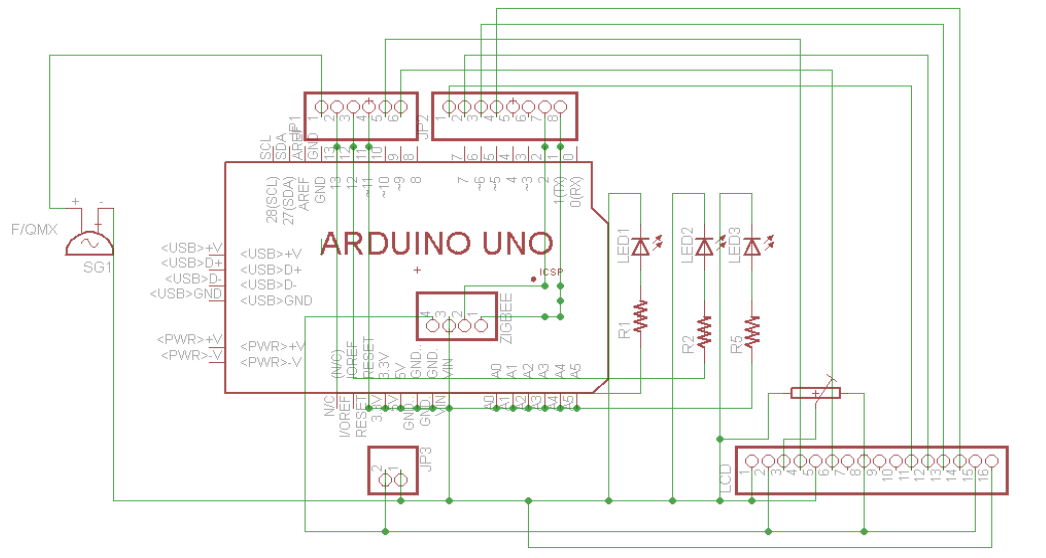 1
2
3
4
5
6
JP1
1
2
3
4
5
6
7
8
JP2
SCL
SDA
AREF
GND
13
12
11
10
9
8
7
6
5
4
3
2
1
0
28(SCL)
27(SDA)
AREF
GND
13
12
~11
~10
~9
8
7
~6
~5
4
~3
2
1(TX)
0(RX)
F/QMX
+
-
SG1
ARDUINO UNO
ICSP
<USB>+V
<USB>D+
<USB>D-
<USB>GND
<USB>+V
<USB>D+
<USB>D-
<USB>GND
<PWR>+V
<PWR>-V
<PWR>+V
<PWR>-V
4
3
2
1
ZIGBEE
(N/C)
IOREF
RESET
3.3V
5V
GND.
GND.
VIN
A0
A1
A2
A3
A4
A5
N/C
I/OREF
RESET
3.3V
5V
GND.
GND.
VIN
A0
A1
A2
A3
A4
A5
LED1
LED2
LED3
R1
R2
R5
2
1
JP3
LCD
1
2
3
4
5
6
7
8
9
10
11
12
13
14
15
16